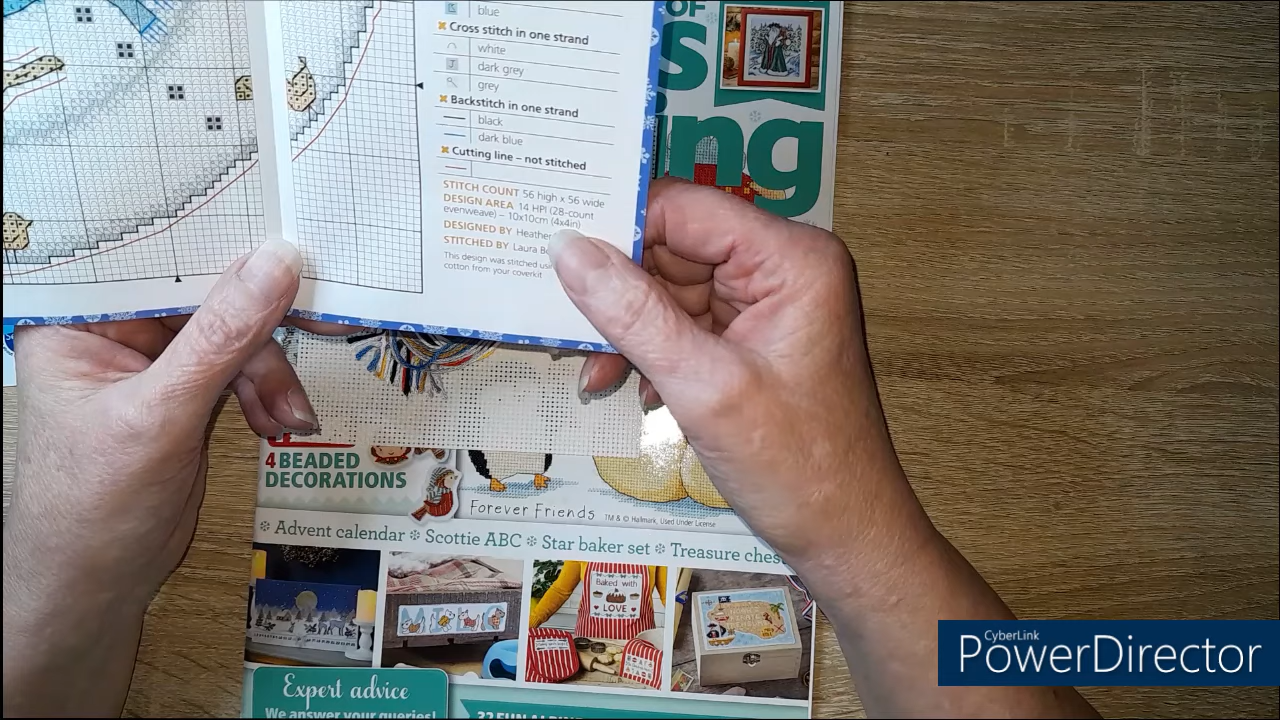 blue
Cross stitch in one strand
white
dark grey
grey
Backstitch in one strand
black
dark blue
Cutting line – not stitched
STITCH COUNT 56 high x 56 wide
DESIGN AREA 14 HPI (28-count
evenweave) – 10x10cm (4x4in)
DESIGNED BY Heather
STITCHED BY Laura
This design was stitched
cotton from your coverkit
OF
4 BEADED
DECORATIONS
Forever Friends
TM & © Hallmark, Used Under License
Advent calendar ❄ Scottie ABC ❄ Star baker set ❄ Treasure
Baked with
LOVE
Expert advice
We answer your queries!
CyberLink
PowerDirector